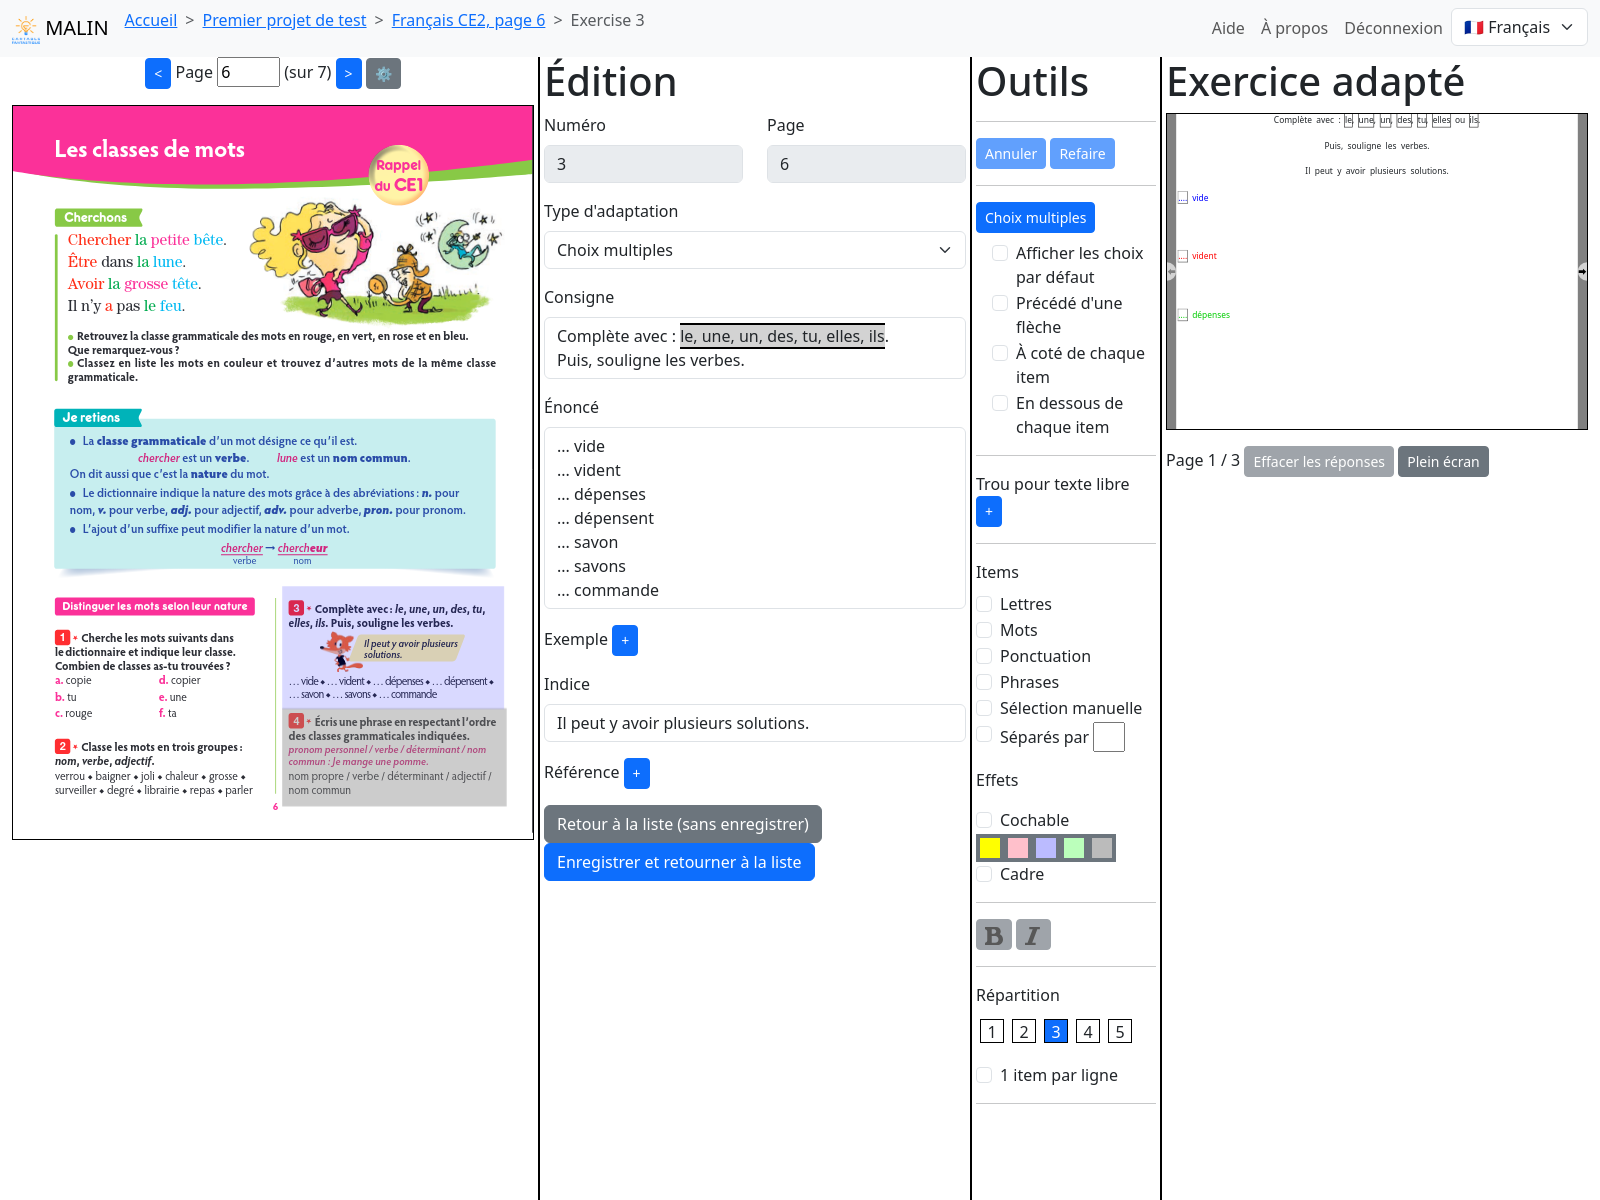 MALIN
Accueil > Premier projet de test > Français CE2, page 6 > Exercise 3
Aide
À propos
Déconnexion
Français
< Page 6 (sur 7) >
Les classes de mots
Rappel
du CE1
Cherchons
Chercher la petite bête.
Être dans la lune.
Avoir la grosse tête.
Il n'y a pas le feu.
• Retrouvez la classe grammaticale des mots en rouge, en vert, en rose et en bleu.
Que remarquez-vous ?
• Classez en liste les mots en couleur et trouvez d'autres mots de la même classe
grammaticale.
Je retiens
• La classe grammaticale d'un mot désigne ce qu'il est.
chercher est un verbe. lune est un nom commun.
On dit aussi que c'est la nature du mot.
• Le dictionnaire indique la nature des mots grâce à des abréviations : n. pour
nom, v. pour verbe, adj. pour adjectif, adv. pour adverbe, pron. pour pronom.
• L'ajout d'un suffixe peut modifier la nature d'un mot.
chercher → chercheur
verbe nom
Distinguer les mots selon leur nature
1 * Cherche les mots suivants dans
le dictionnaire et indique leur classe.
Combien de classes as-tu trouvées ?
a. copie d. copier
b. tu e. une
c. rouge f. ta
2 * Classe les mots en trois groupes :
nom, verbe, adjectif.
verrou ⬥ baigner ⬥ joli ⬥ chaleur ⬥ grosse ⬥
surveiller ⬥ degré ⬥ librairie ⬥ repas ⬥ parler
3 * Complète avec : le, une, un, des, tu,
elles, ils. Puis, souligne les verbes.
Il peut y avoir plusieurs
solutions.
... vide ⬥ ... vident ⬥ ... dépenses ⬥ ... dépensent ⬥
... savon ⬥ ... savons ⬥ ... commande
4 * Écris une phrase en respectant l'ordre
des classes grammaticales indiquées.
pronom personnel / verbe / déterminant / nom
commun : Je mange une pomme.
nom propre / verbe / déterminant / adjectif /
nom commun
6
Édition
Numéro
Page
3
6
Type d'adaptation
Choix multiples
Consigne
Complète avec : le, une, un, des, tu, elles, ils.
Puis, souligne les verbes.
Énoncé
... vide
... vident
... dépenses
... dépensent
... savon
... savons
... commande
Exemple +
Indice
Il peut y avoir plusieurs solutions.
Référence +
Retour à la liste (sans enregistrer)
Enregistrer et retourner à la liste
Outils
Annuler
Refaire
Choix multiples
Afficher les choix
par défaut
Précédé d'une
flèche
À coté de chaque
item
En dessous de
chaque item
Trou pour texte libre
+
Items
Lettres
Mots
Ponctuation
Phrases
Sélection manuelle
Séparés par
Effets
Cochable
Cadre
B I
Répartition
1 2 3 4 5
1 item par ligne
Exercice adapté
Complète avec : le, une, un, des, tu, elles ou ils.
Puis, souligne les verbes.
Il peut y avoir plusieurs solutions.
.... vide
.... vident
.... dépenses
Page 1 / 3
Effacer les réponses
Plein écran